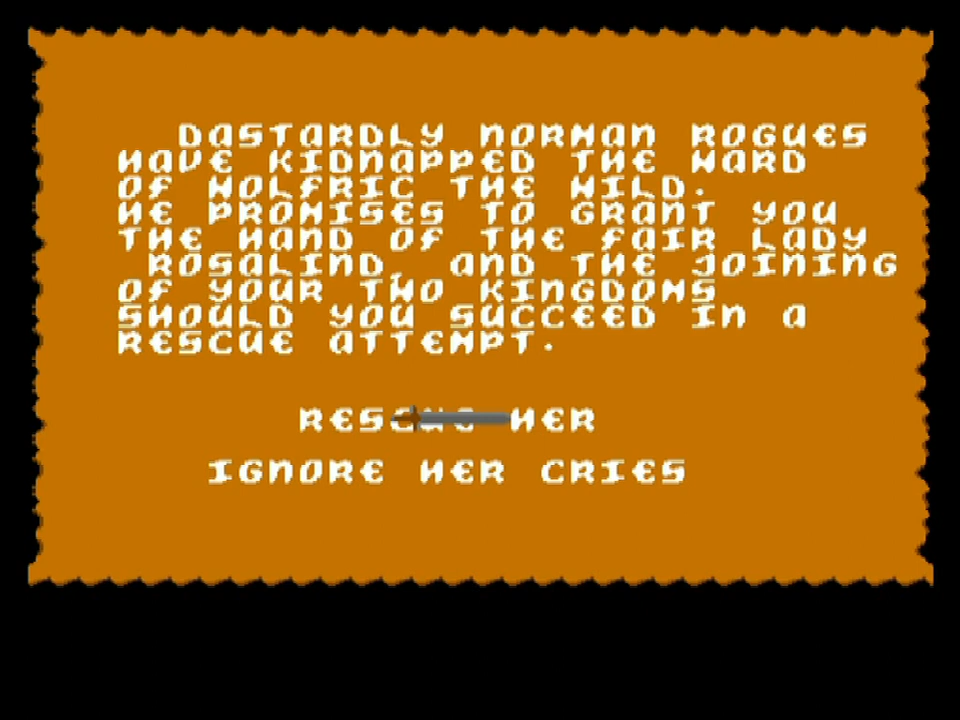 DASTARDLY NORMAN ROGUES
HAVE KIDNAPPED THE WARD
OF WOLFRIC THE WILD.
HE PROMISES TO GRANT YOU
THE HAND OF THE FAIR LADY
ROSALIND, AND THE JOINING
OF YOUR TWO KINGDOMS
SHOULD YOU SUCCEED IN A
RESCUE ATTEMPT.
RESCUE HER
IGNORE HER CRIES